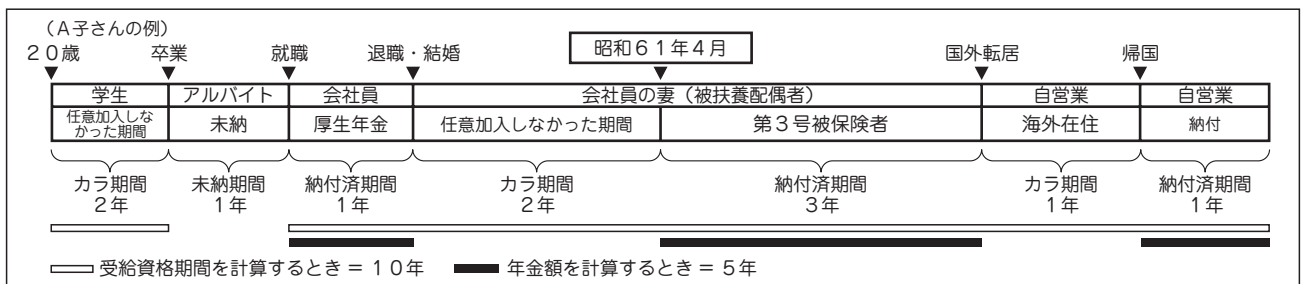 （A子さんの例）
20歳 卒業 就職 退職・結婚 昭和61年4月 国外転居 帰国
学生 アルバイト 会社員 会社員の妻（被扶養配偶者） 自営業 自営業
任意加入しな
かった期間 未納 厚生年金 任意加入しなかった期間 第3号被保険者 海外在住 納付
カラ期間 未納期間 納付済期間 カラ期間 納付済期間 カラ期間 納付済期間
2年 1年 1年 2年 3年 1年 1年
受給資格期間を計算するとき = 10年 年金額を計算するとき = 5年